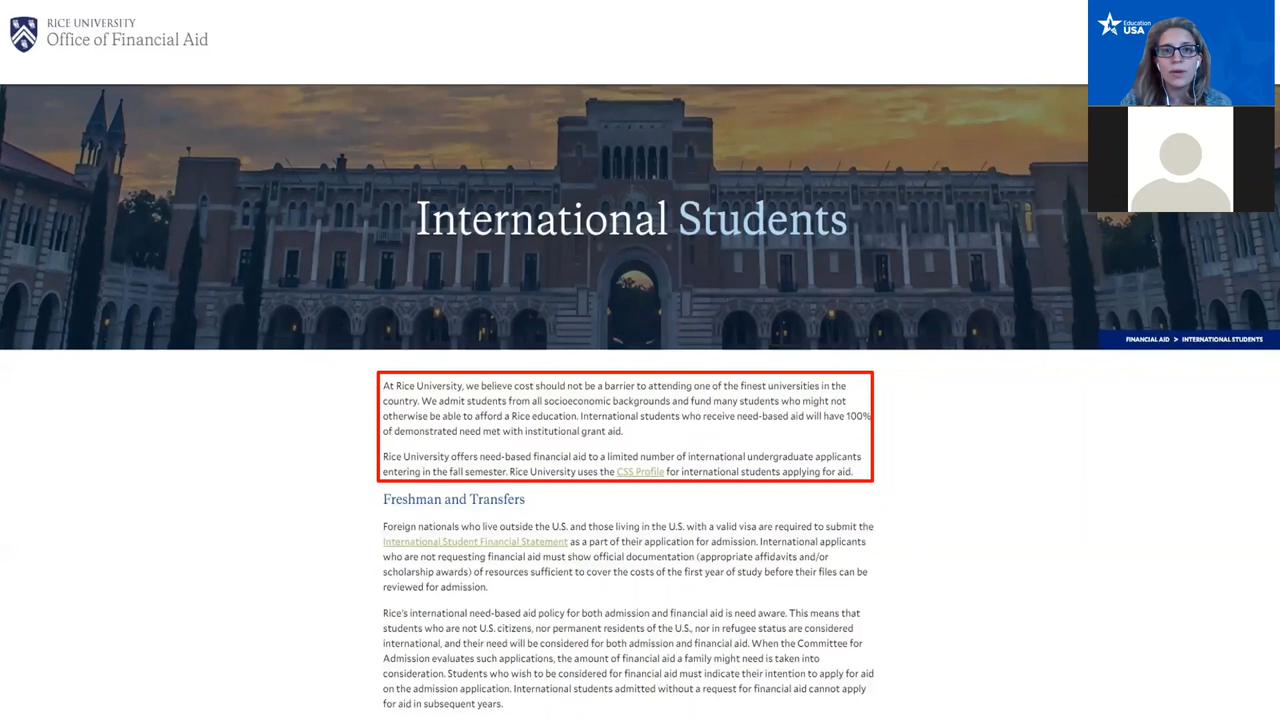 RICE UNIVERSITY
Office of Financial Aid
Education
USA
International Students
FINANCIAL AID > INTERNATIONAL STUDENTS
At Rice University, we believe cost should not be a barrier to attending one of the finest universities in the
country. We admit students from all socioeconomic backgrounds and fund many students who might not
otherwise be able to afford a Rice education. International students who receive need-based aid will have 100%
of demonstrated need met with institutional grant aid.
Rice University offers need-based financial aid to a limited number of international undergraduate applicants
entering in the fall semester. Rice University uses the CSS Profile for international students applying for aid.
Freshman and Transfers
Foreign nationals who live outside the U.S. and those living in the U.S. with a valid visa are required to submit the
International Student Financial Statement as a part of their application for admission. International applicants
who are not requesting financial aid must show official documentation (appropriate affidavits and/or
scholarship awards) of resources sufficient to cover the costs of the first year of study before their files can be
reviewed for admission.
Rice's international need-based aid policy for both admission and financial aid is need aware. This means that
students who are not U.S. citizens, nor permanent residents of the U.S., nor in refugee status are considered
international, and their need will be considered for both admission and financial aid. When the Committee for
Admission evaluates such applications, the amount of financial aid a family might need is taken into
consideration. Students who wish to be considered for financial aid must indicate their intention to apply for aid
on the admission application. International students admitted without a request for financial aid cannot apply
for aid in subsequent years.